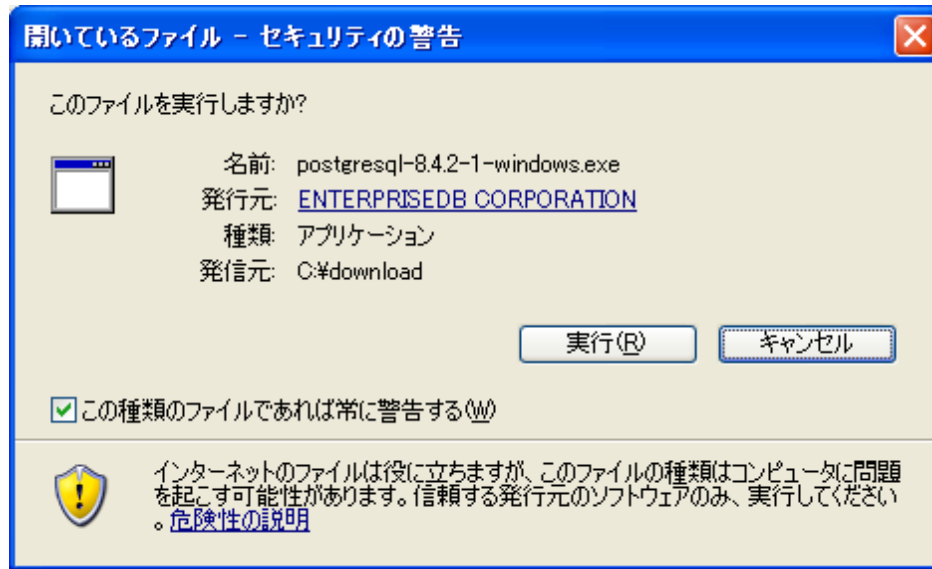 開いているファイル - セキュリティの警告
このファイルを実行しますか?
名前: postgresql-8.4.2-1-windows.exe
発行元: ENTERPRISEDB CORPORATION
種類: アプリケーション
発信元: C:¥download
実行(R) キャンセル
この種類のファイルであれば常に警告する(W)
インターネットのファイルは役に立ちますが、このファイルの種類はコンピュータに問題
を起こす可能性があります。信頼する発行元のソフトウェアのみ、実行してください
。危険性の説明